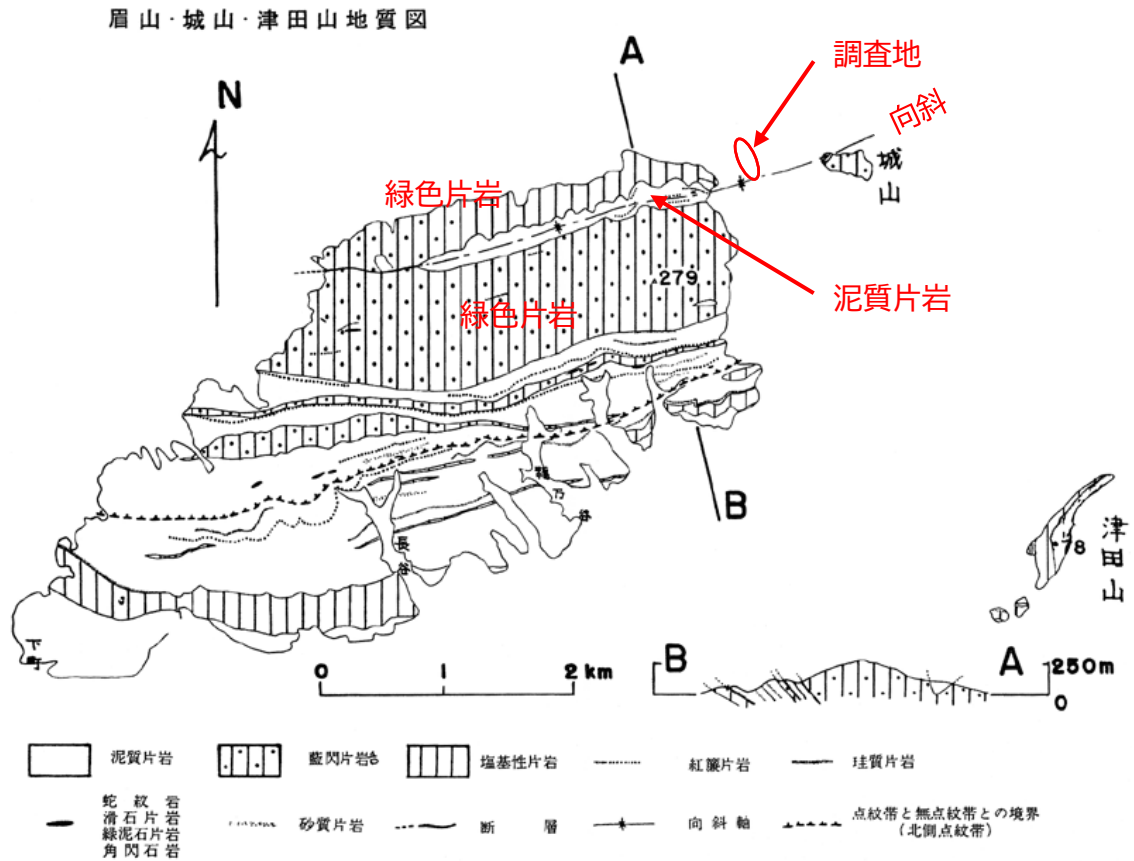 眉山・城山・津田山地質図
A
調査地
N
向斜
城山
緑色片岩
279
泥質片岩
緑色片岩
B
津田山
78
長谷
下町
0 1 2 km
B A 250m
0
泥質片岩
藍閃片岩
塩基性片岩
紅簾片岩
珪質片岩
蛇紋岩
滑石片岩
緑泥石片岩
角閃石岩
砂質片岩
断層
向斜軸
点紋帯と無点紋帯との境界
(北側点紋帯)